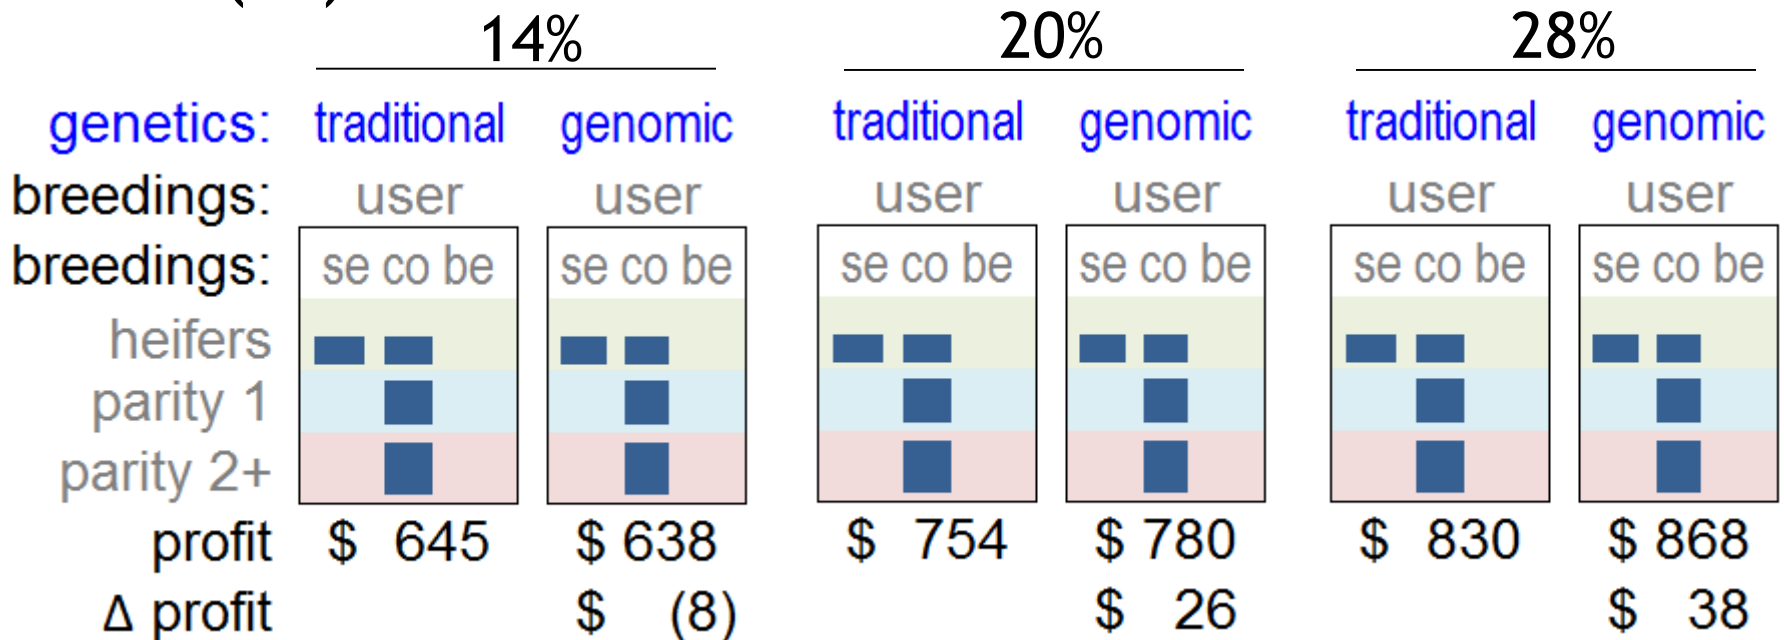 14% 20% 28%
genetics: traditional genomic traditional genomic traditional genomic
breedings: user user user user user user
breedings: se co be se co be se co be se co be se co be se co be
heifers
parity 1
parity 2+
profit $ 645 $ 638 $ 754 $ 780 $ 830 $ 868
Δ profit $ (8) $ 26 $ 38